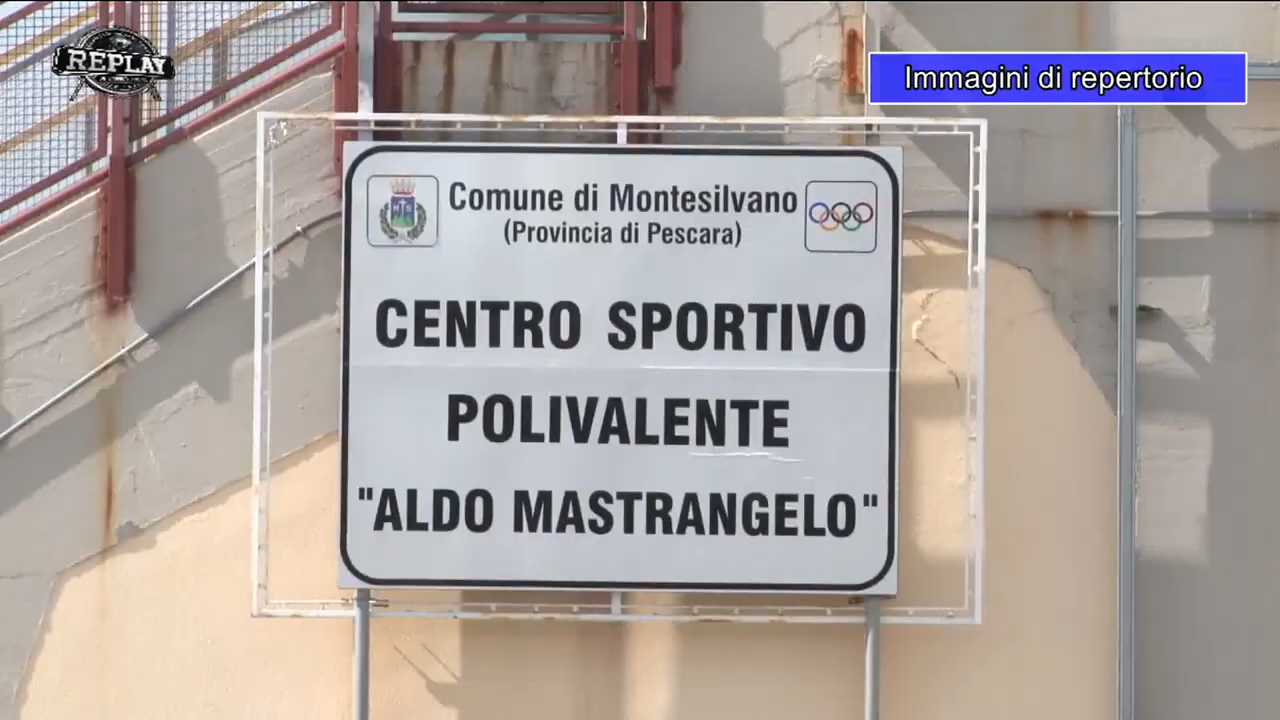 REPLAY
Immagini di repertorio
Comune di Montesilvano
(Provincia di Pescara)
CENTRO SPORTIVO
POLIVALENTE
"ALDO MASTRANGELO"